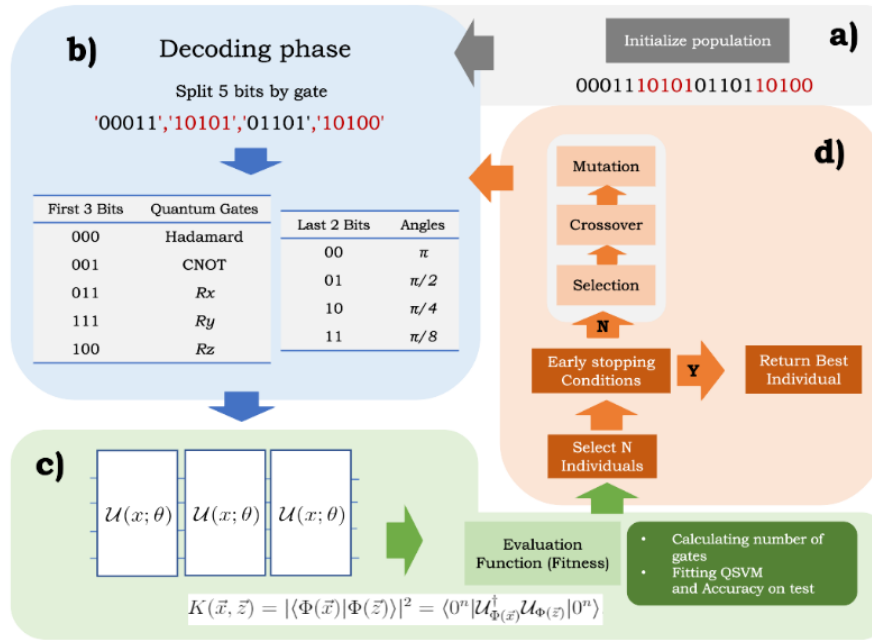 a)
Initialize population
00011101010110110100
b)
Decoding phase
Split 5 bits by gate
'00011','10101','01101','10100'
First 3 Bits Quantum Gates
000 Hadamard
001 CNOT
011 Rx
111 Ry
100 Rz
Last 2 Bits Angles
00 π
01 π/2
10 π/4
11 π/8
c)
𝒰(x; θ) 𝒰(x; θ) 𝒰(x; θ)
Evaluation
Function (Fitness)
• Calculating number of
gates
• Fitting QSVM
and Accuracy on test
K(x⃗, z⃗) = |⟨Φ(x⃗)|Φ(z⃗)⟩|² = ⟨0ⁿ|𝒰†Φ(x⃗)𝒰Φ(z⃗)|0ⁿ⟩
d)
Mutation
Crossover
Selection
N
Early stopping
Conditions
Y
Return Best
Individual
Select N
Individuals